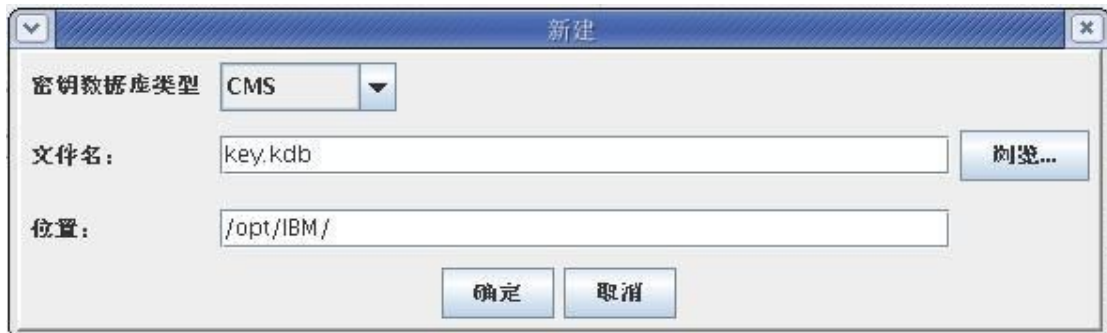 新建
密钥数据库类型 CMS
文件名： key.kdb 浏览...
位置： /opt/IBM/
确定 取消